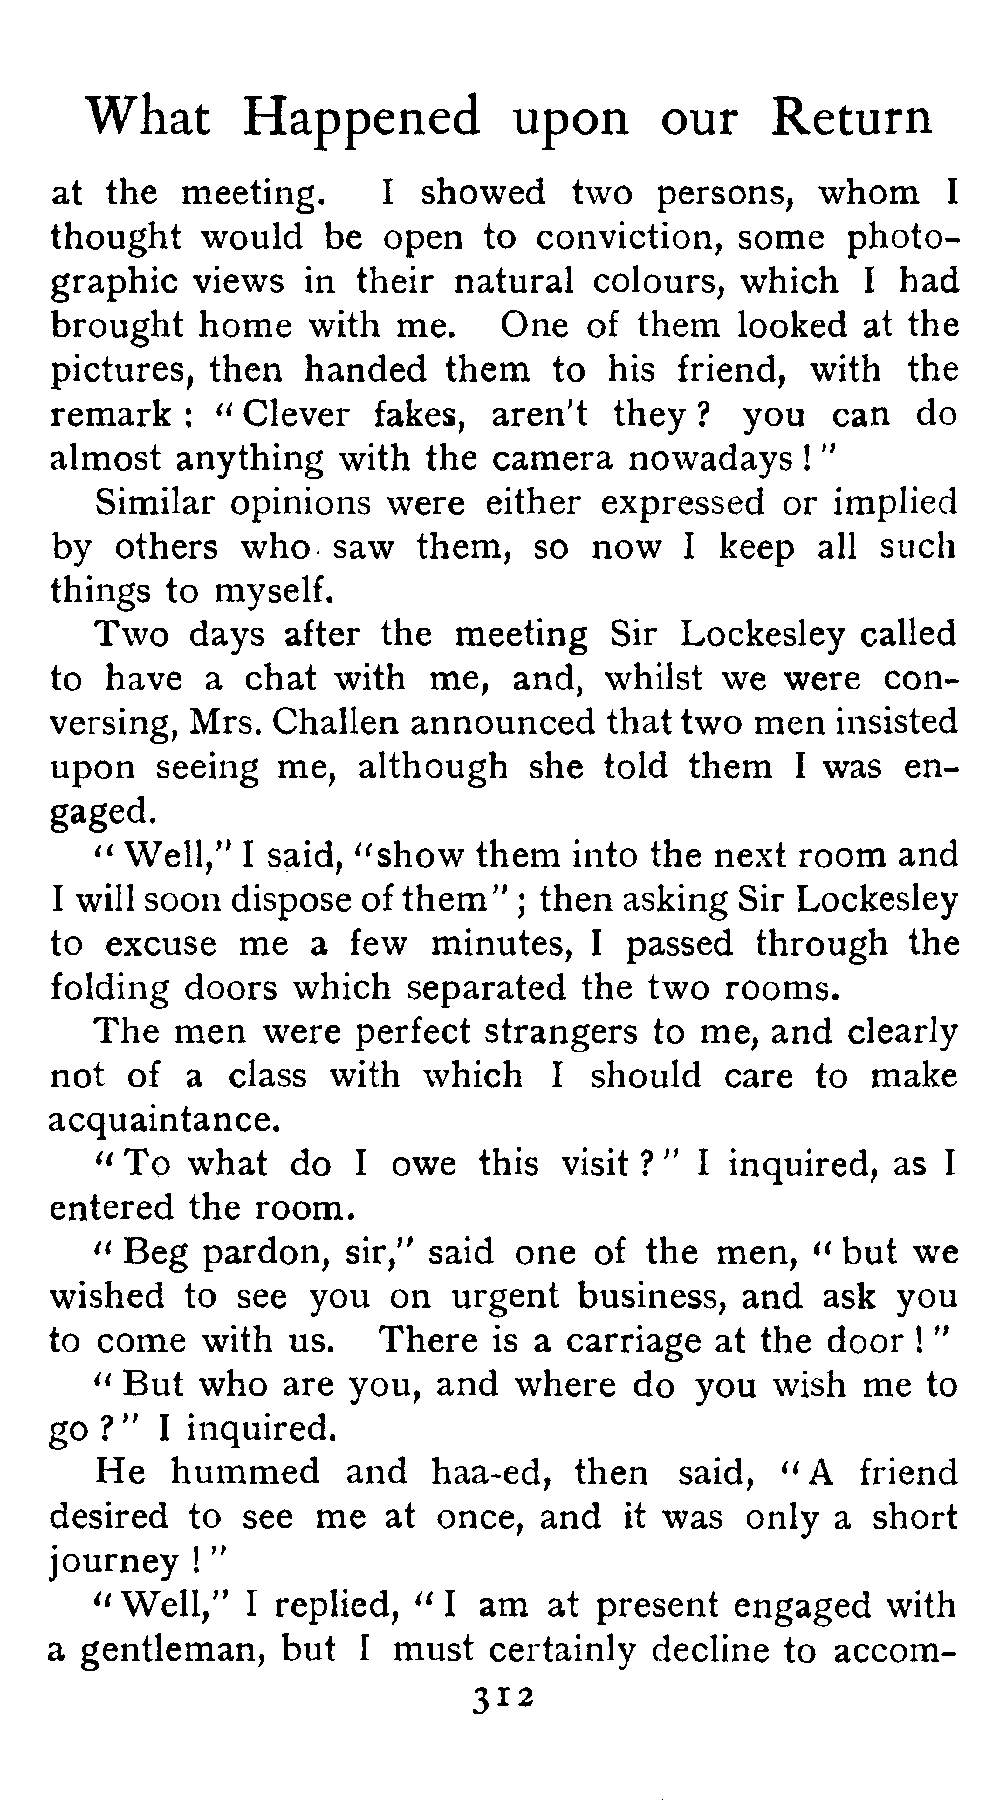 What Happened upon our Return
at the meeting. I showed two persons, whom I
thought would be open to conviction, some photo-
graphic views in their natural colours, which I had
brought home with me. One of them looked at the
pictures, then handed them to his friend, with the
remark : “ Clever fakes, aren't they ? you can do
almost anything with the camera nowadays ! ”
Similar opinions were either expressed or implied
by others who saw them, so now I keep all such
things to myself.
Two days after the meeting Sir Lockesley called
to have a chat with me, and, whilst we were con-
versing, Mrs. Challen announced that two men insisted
upon seeing me, although she told them I was en-
gaged.
“ Well,” I said, “show them into the next room and
I will soon dispose of them” ; then asking Sir Lockesley
to excuse me a few minutes, I passed through the
folding doors which separated the two rooms.
The men were perfect strangers to me, and clearly
not of a class with which I should care to make
acquaintance.
“ To what do I owe this visit ? ” I inquired, as I
entered the room.
“ Beg pardon, sir,” said one of the men, “ but we
wished to see you on urgent business, and ask you
to come with us. There is a carriage at the door ! ”
“ But who are you, and where do you wish me to
go ? ” I inquired.
He hummed and haa-ed, then said, “ A friend
desired to see me at once, and it was only a short
journey ! ”
“ Well,” I replied, “ I am at present engaged with
a gentleman, but I must certainly decline to accom-
312